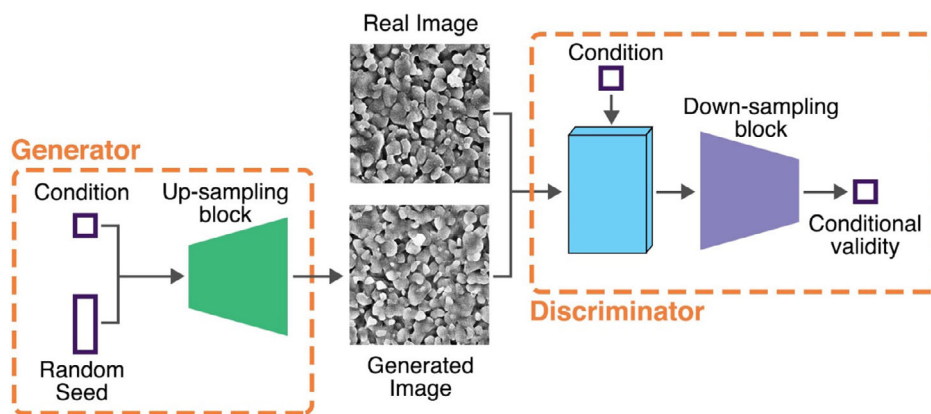 Real Image
Condition
Down-sampling
block
Conditional
validity
Discriminator
Generator
Condition
Up-sampling
block
Random
Seed
Generated
Image